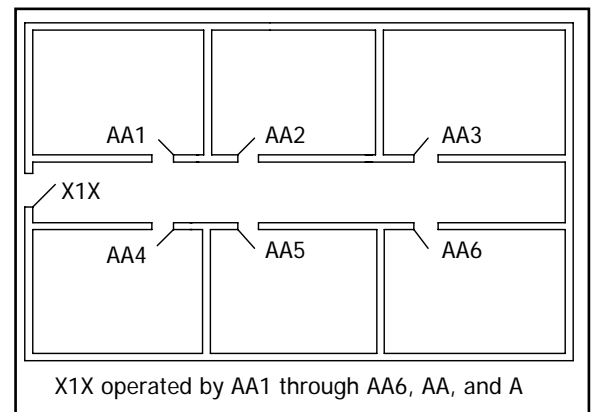 AA1
AA2
AA3
X1X
AA4
AA5
AA6
X1X operated by AA1 through AA6, AA, and A